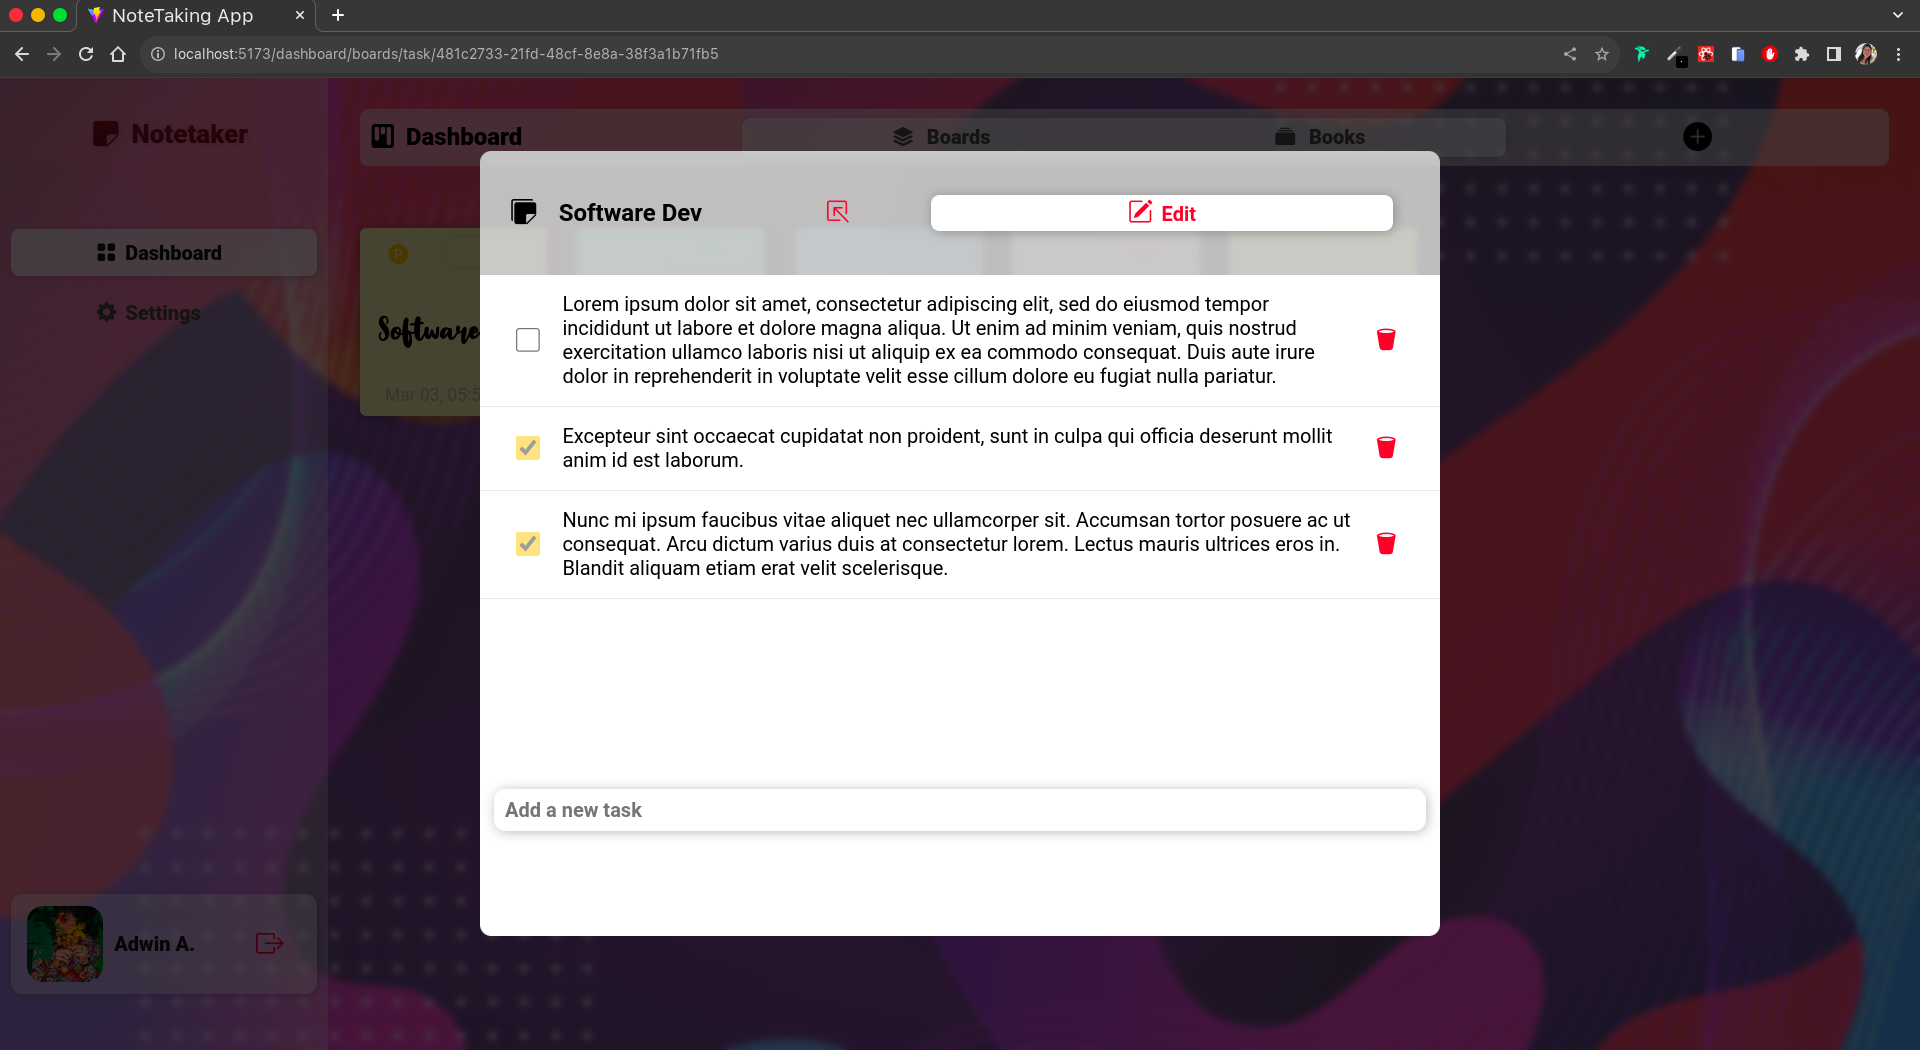 NoteTaking App
localhost:5173/dashboard/boards/task/481c2733-21fd-48cf-8e8a-38f3a1b71fb5
Notetaker
Dashboard
Boards
Books
Software Dev
Edit
Dashboard
Settings
P
Software
Mar 03, 05:5
Lorem ipsum dolor sit amet, consectetur adipiscing elit, sed do eiusmod tempor
incididunt ut labore et dolore magna aliqua. Ut enim ad minim veniam, quis nostrud
exercitation ullamco laboris nisi ut aliquip ex ea commodo consequat. Duis aute irure
dolor in reprehenderit in voluptate velit esse cillum dolore eu fugiat nulla pariatur.
Excepteur sint occaecat cupidatat non proident, sunt in culpa qui officia deserunt mollit
anim id est laborum.
Nunc mi ipsum faucibus vitae aliquet nec ullamcorper sit. Accumsan tortor posuere ac ut
consequat. Arcu dictum varius duis at consectetur lorem. Lectus mauris ultrices eros in.
Blandit aliquam etiam erat velit scelerisque.
Add a new task
Adwin A.